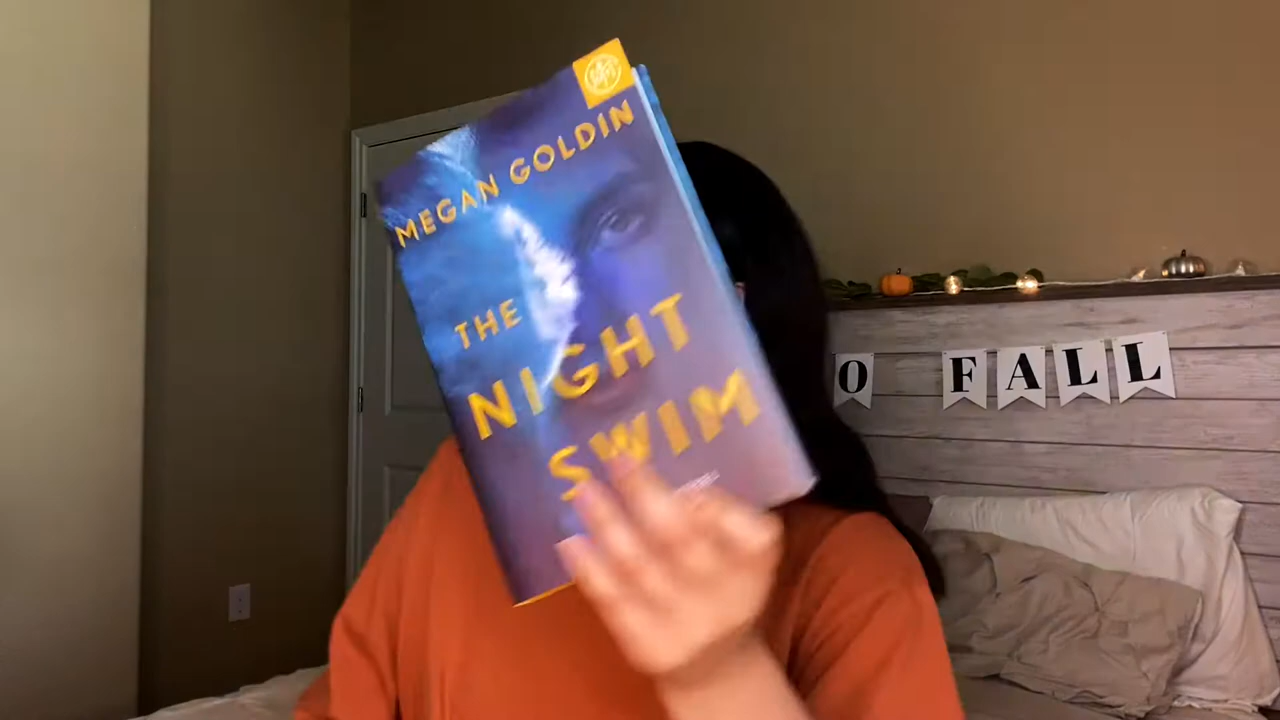 MEGAN GOLDIN
THE
NIGHT
SWIM
O FALL